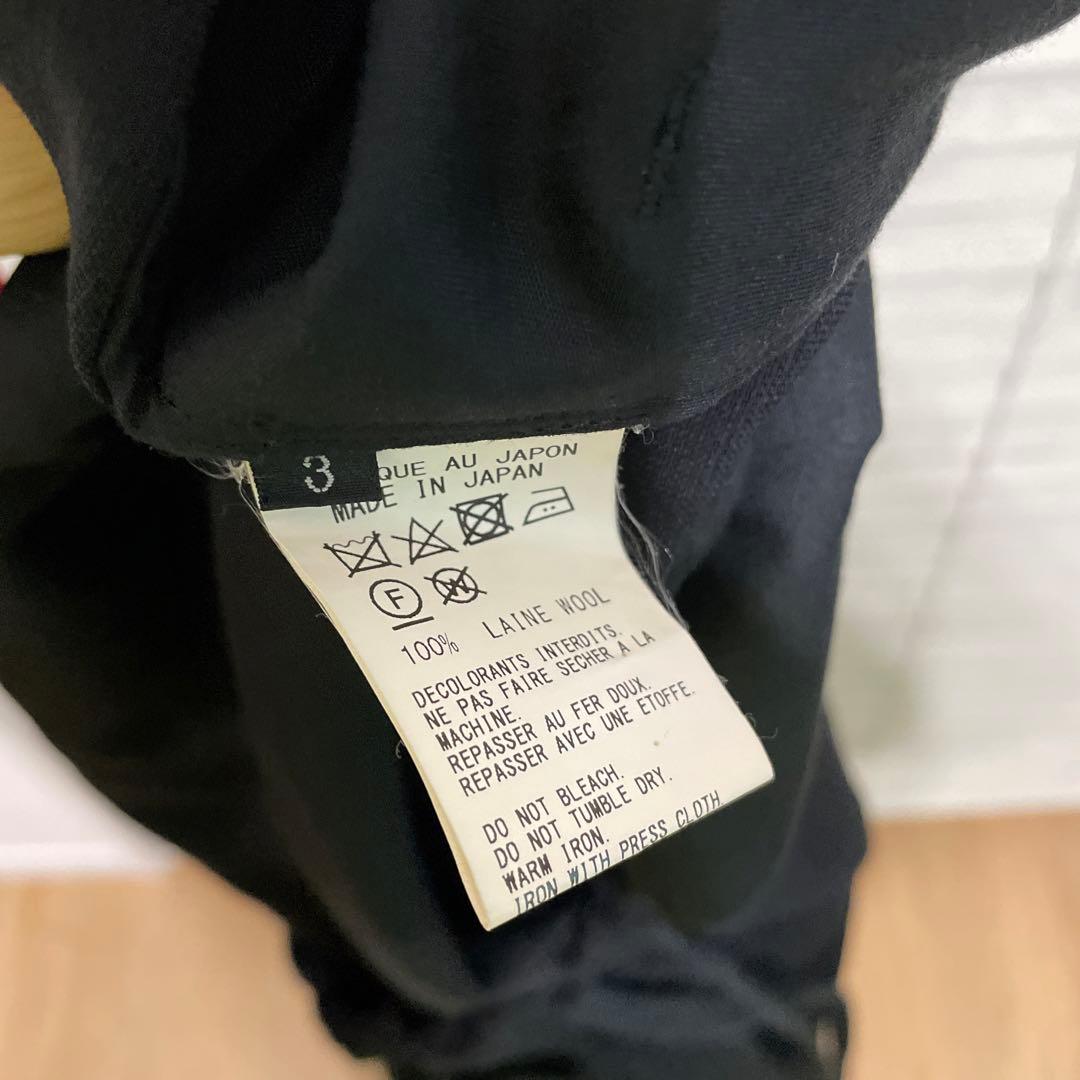 3
QUE AU JAPON
MADE IN JAPAN
F
W
100% LAINE WOOL
DECOLORANTS INTERDITS.
NE PAS FAIRE SECHER A LA
MACHINE.
REPASSER AU FER DOUX.
REPASSER AVEC UNE ETOFFE.
DO NOT BLEACH.
DO NOT TUMBLE DRY.
WARM IRON.
IRON WITH PRESS CLOTH